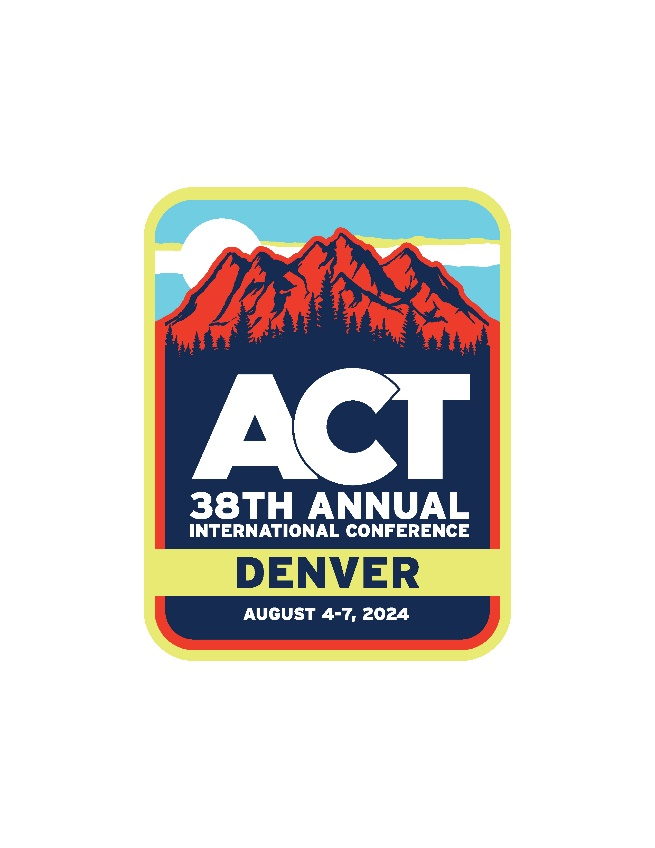 ACT
38TH ANNUAL
INTERNATIONAL CONFERENCE
DENVER
AUGUST 4-7, 2024